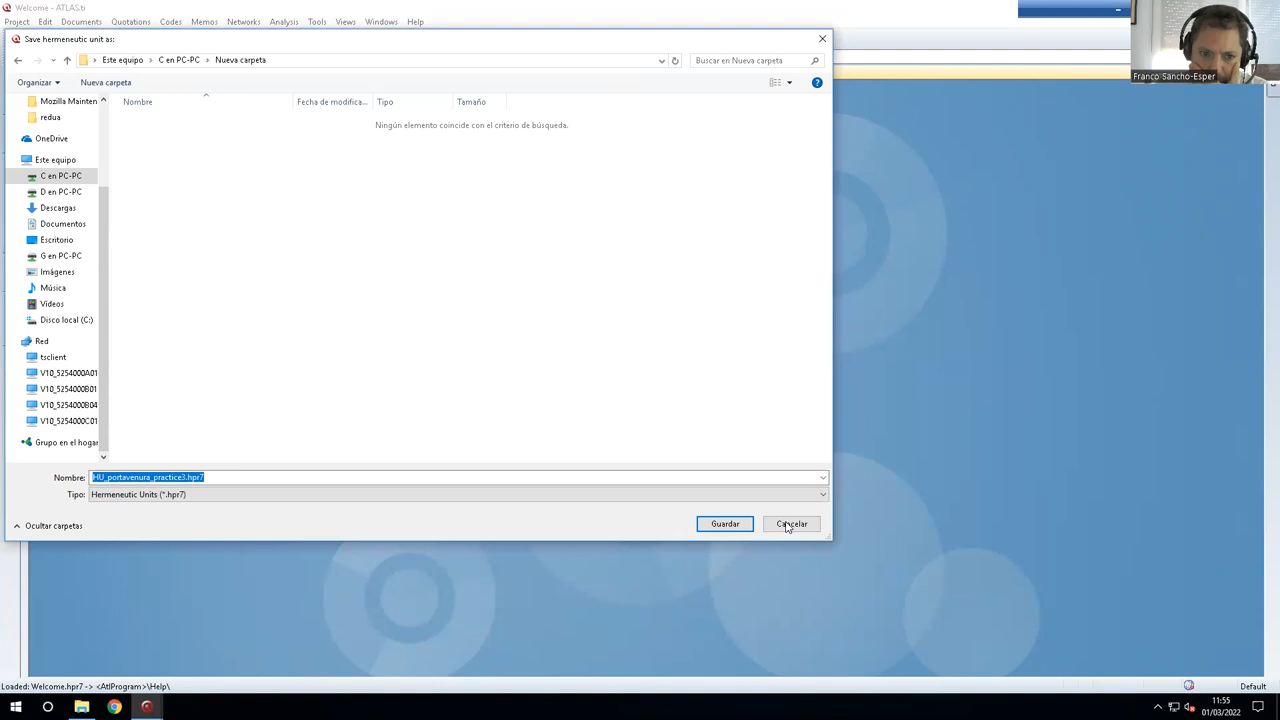 Welcome - ATLAS.ti
Project Edit Documents Quotations Codes Memos Networks Analysis Tools Views Windows Help
Save hermeneutic unit as:
Este equipo > C en PC-PC > Nueva carpeta
Buscar en Nueva carpeta
Organizar
Nueva carpeta
Nombre
Fecha de modifica...
Tipo
Tamaño
Ningún elemento coincide con el criterio de búsqueda.
Mozilla Mainten
redua
OneDrive
Este equipo
C en PC-PC
D en PC-PC
Descargas
Documentos
Escritorio
G en PC-PC
Imágenes
Música
Vídeos
Disco local (C:)
Red
tsclient
V10_5254000A01
V10_5254000B01
V10_5254000B04
V10_5254000C01
Grupo en el hogar
Nombre: HU_portavenura_practice3.hpr7
Tipo: Hermeneutic Units (*.hpr7)
Ocultar carpetas
Guardar
Cancelar
Franco Sancho-Esper
Loaded: Welcome.hpr7 -> <AtlProgram>\Help\
Default
11:55
01/03/2022